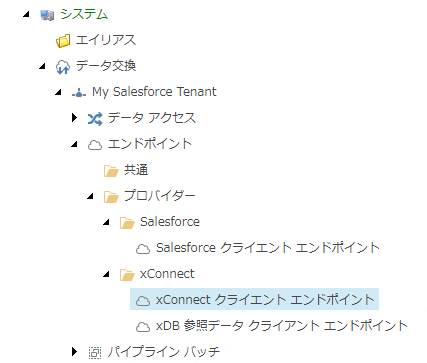 システム
エイリアス
データ交換
My Salesforce Tenant
データ アクセス
エンドポイント
共通
プロバイダー
Salesforce
Salesforce クライエント エンドポイント
xConnect
xConnect クライエント エンドポイント
xDB 参照データ クライアント エンドポイント
パイプライン バッチ